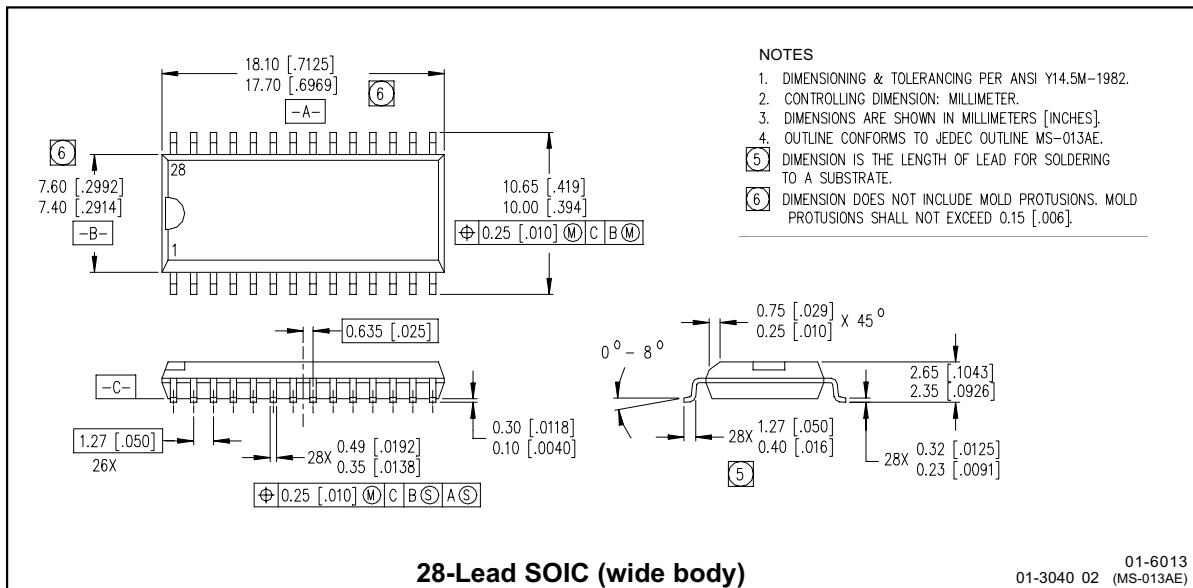 18.10 [.7125]
17.70 [.6969]
6
-A-
6
28
7.60 [.2992]
7.40 [.2914]
-B-
1
10.65 [.419]
10.00 [.394]
⌖ 0.25 [.010] Ⓜ C B Ⓜ
NOTES
1. DIMENSIONING & TOLERANCING PER ANSI Y14.5M-1982.
2. CONTROLLING DIMENSION: MILLIMETER.
3. DIMENSIONS ARE SHOWN IN MILLIMETERS [INCHES].
4. OUTLINE CONFORMS TO JEDEC OUTLINE MS-013AE.
5 DIMENSION IS THE LENGTH OF LEAD FOR SOLDERING
TO A SUBSTRATE.
6 DIMENSION DOES NOT INCLUDE MOLD PROTUSIONS. MOLD
PROTUSIONS SHALL NOT EXCEED 0.15 [.006].
0.635 [.025]
-C-
1.27 [.050]
26X
28X 0.49 [.0192]
0.35 [.0138]
⌖ 0.25 [.010] Ⓜ C B Ⓢ A Ⓢ
0.30 [.0118]
0.10 [.0040]
0.75 [.029]
0.25 [.010]
X 45°
0° - 8°
2.65 [.1043]
2.35 [.0926]
28X 1.27 [.050]
0.40 [.016]
5
28X 0.32 [.0125]
0.23 [.0091]
28-Lead SOIC (wide body)
01-6013
01-3040 02 (MS-013AE)